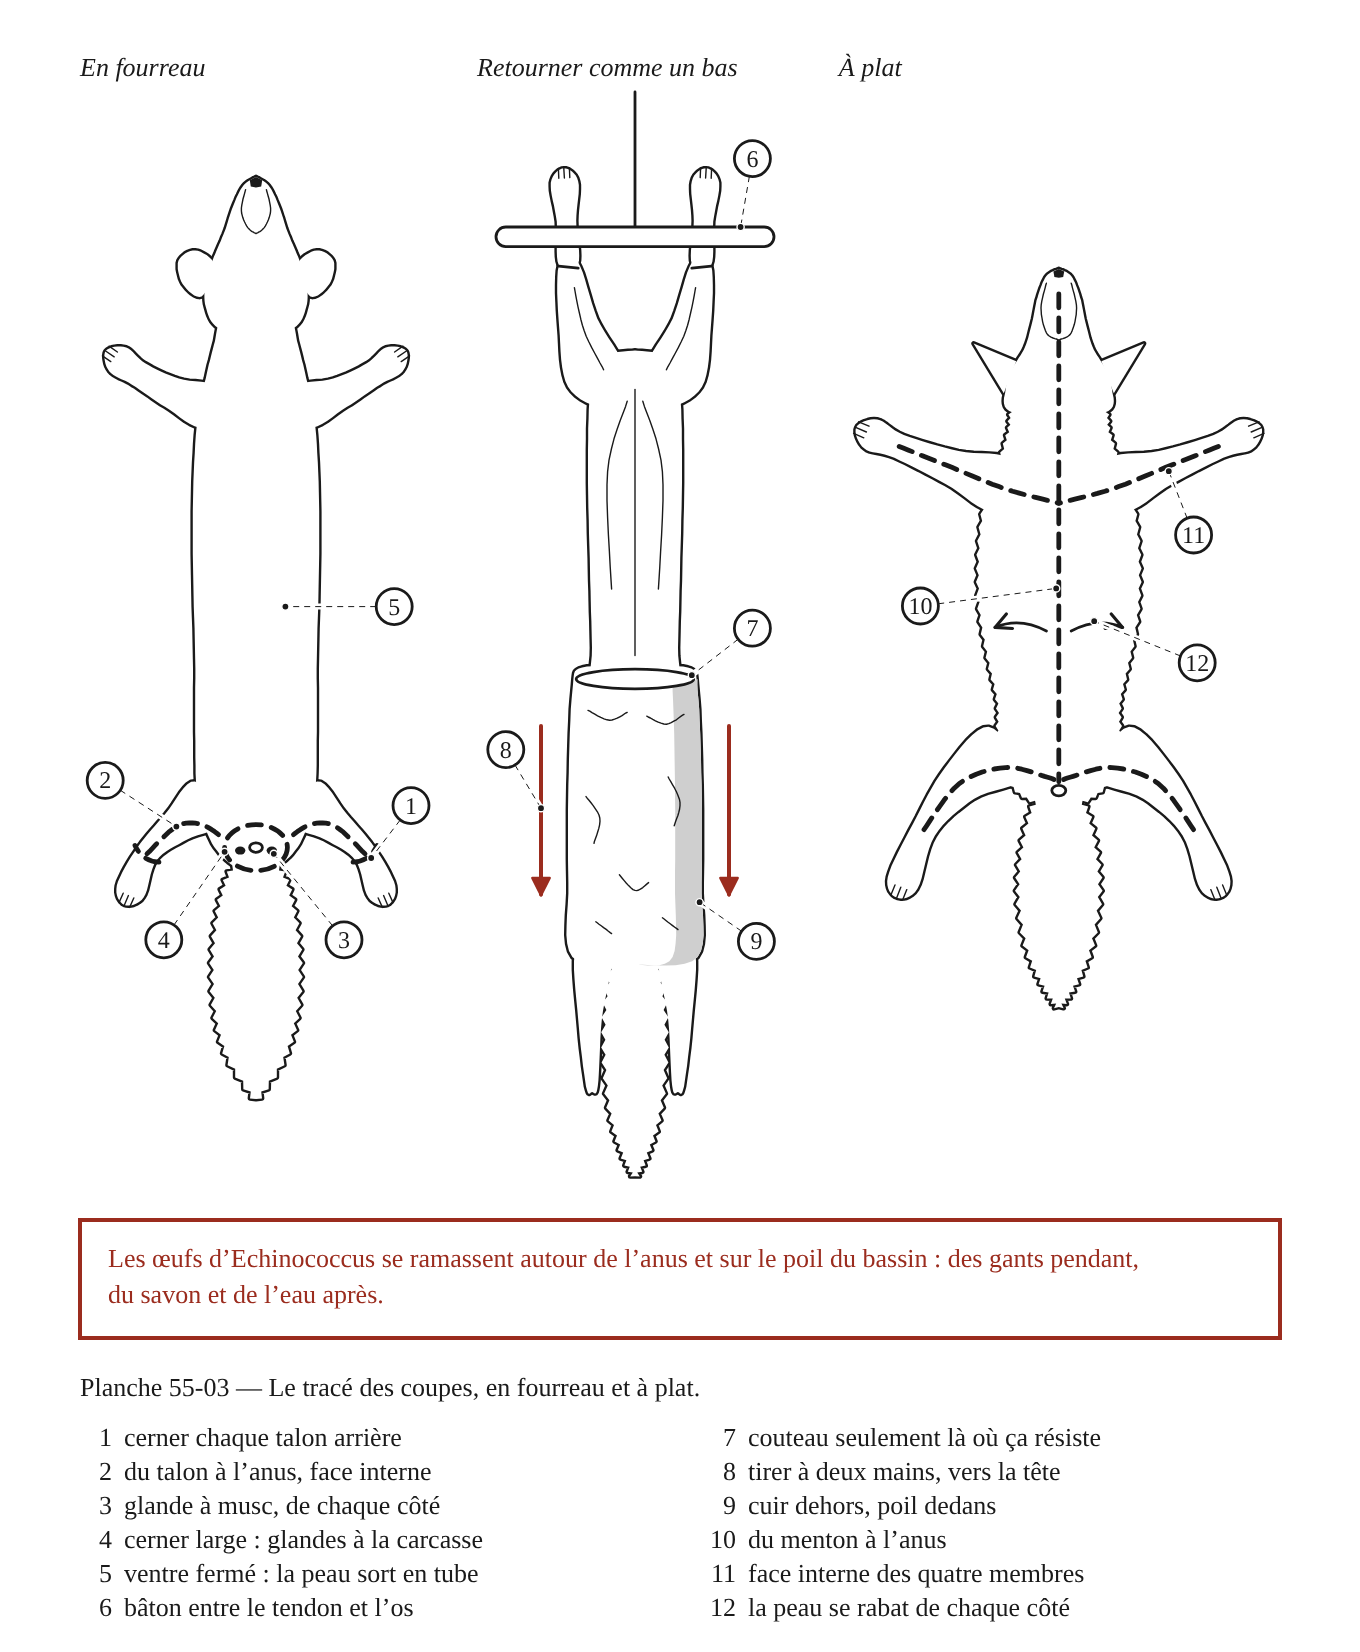 En fourreau
Retourner comme un bas
À plat
6
5
7
11
10
12
8
2
1
4
3
9
Les œufs d’Echinococcus se ramassent autour de l’anus et sur le poil du bassin : des gants pendant,
du savon et de l’eau après.
Planche 55-03 — Le tracé des coupes, en fourreau et à plat.
1 cerner chaque talon arrière
2 du talon à l’anus, face interne
3 glande à musc, de chaque côté
4 cerner large : glandes à la carcasse
5 ventre fermé : la peau sort en tube
6 bâton entre le tendon et l’os
7 couteau seulement là où ça résiste
8 tirer à deux mains, vers la tête
9 cuir dehors, poil dedans
10 du menton à l’anus
11 face interne des quatre membres
12 la peau se rabat de chaque côté